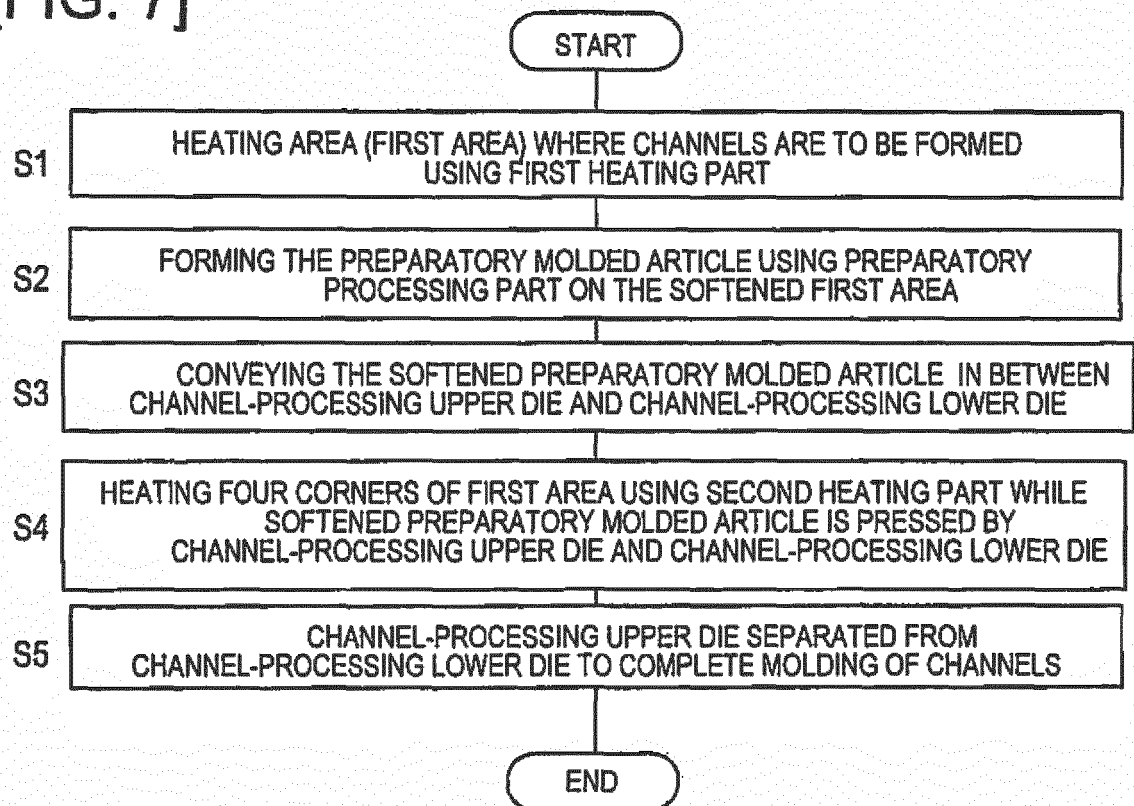 [FIG. 7]
START
S1
HEATING AREA (FIRST AREA) WHERE CHANNELS ARE TO BE FORMED
USING FIRST HEATING PART
S2
FORMING THE PREPARATORY MOLDED ARTICLE USING PREPARATORY
PROCESSING PART ON THE SOFTENED FIRST AREA
S3
CONVEYING THE SOFTENED PREPARATORY MOLDED ARTICLE IN BETWEEN
CHANNEL-PROCESSING UPPER DIE AND CHANNEL-PROCESSING LOWER DIE
S4
HEATING FOUR CORNERS OF FIRST AREA USING SECOND HEATING PART WHILE
SOFTENED PREPARATORY MOLDED ARTICLE IS PRESSED BY
CHANNEL-PROCESSING UPPER DIE AND CHANNEL-PROCESSING LOWER DIE
S5
CHANNEL-PROCESSING UPPER DIE SEPARATED FROM
CHANNEL-PROCESSING LOWER DIE TO COMPLETE MOLDING OF CHANNELS
END